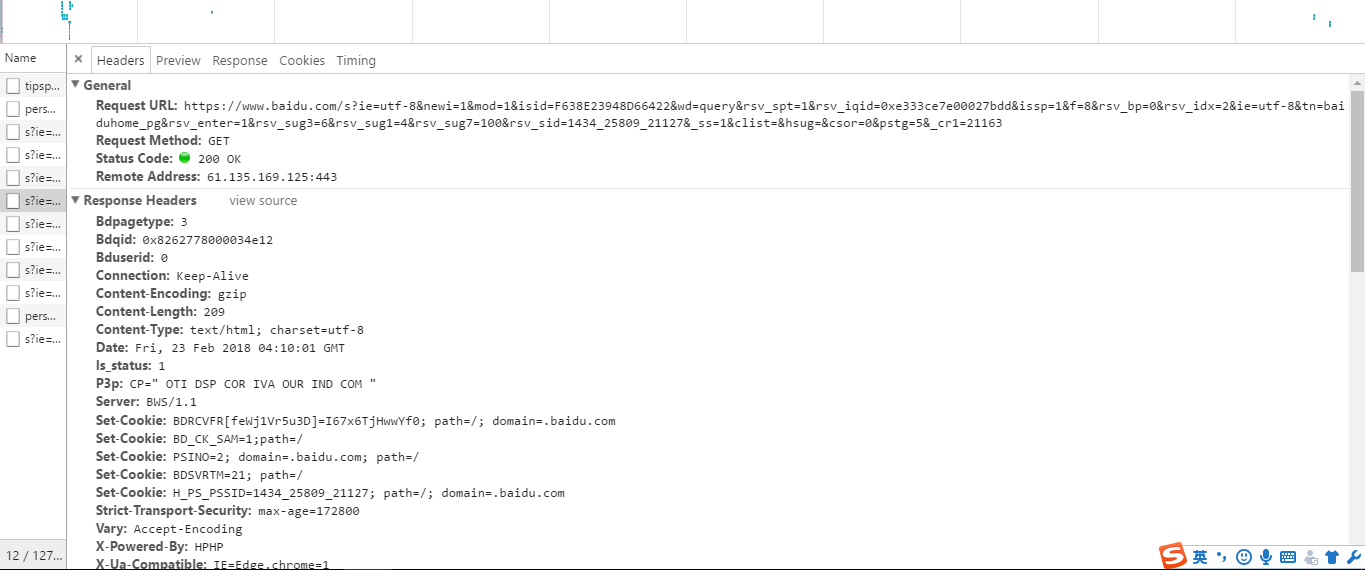 Name
× Headers Preview Response Cookies Timing
tipsp...
pers...
s?ie=...
s?ie=...
s?ie=...
s?ie=...
s?ie=...
s?ie=...
s?ie=...
s?ie=...
pers...
s?ie=...
12 / 127...
General
Request URL: https://www.baidu.com/s?ie=utf-8&newi=1&mod=1&isid=F638E23948D66422&wd=query&rsv_spt=1&rsv_iqid=0xe333ce7e00027bdd&issp=1&f=8&rsv_bp=0&rsv_idx=2&ie=utf-8&tn=bai
duhome_pg&rsv_enter=1&rsv_sug3=6&rsv_sug1=4&rsv_sug7=100&rsv_sid=1434_25809_21127&_ss=1&clist=&hsug=&csor=0&pstg=5&_cr1=21163
Request Method: GET
Status Code: 200 OK
Remote Address: 61.135.169.125:443
Response Headers view source
Bdpagetype: 3
Bdqid: 0x8262778000034e12
Bduserid: 0
Connection: Keep-Alive
Content-Encoding: gzip
Content-Length: 209
Content-Type: text/html; charset=utf-8
Date: Fri, 23 Feb 2018 04:10:01 GMT
Is_status: 1
P3p: CP=" OTI DSP COR IVA OUR IND COM "
Server: BWS/1.1
Set-Cookie: BDRCVFR[feWj1Vr5u3D]=I67x6TjHwwYf0; path=/; domain=.baidu.com
Set-Cookie: BD_CK_SAM=1;path=/
Set-Cookie: PSINO=2; domain=.baidu.com; path=/
Set-Cookie: BDSVRTM=21; path=/
Set-Cookie: H_PS_PSSID=1434_25809_21127; path=/; domain=.baidu.com
Strict-Transport-Security: max-age=172800
Vary: Accept-Encoding
X-Powered-By: HPHP
X-Ua-Compatible: IE=Edge,chrome=1
S 英